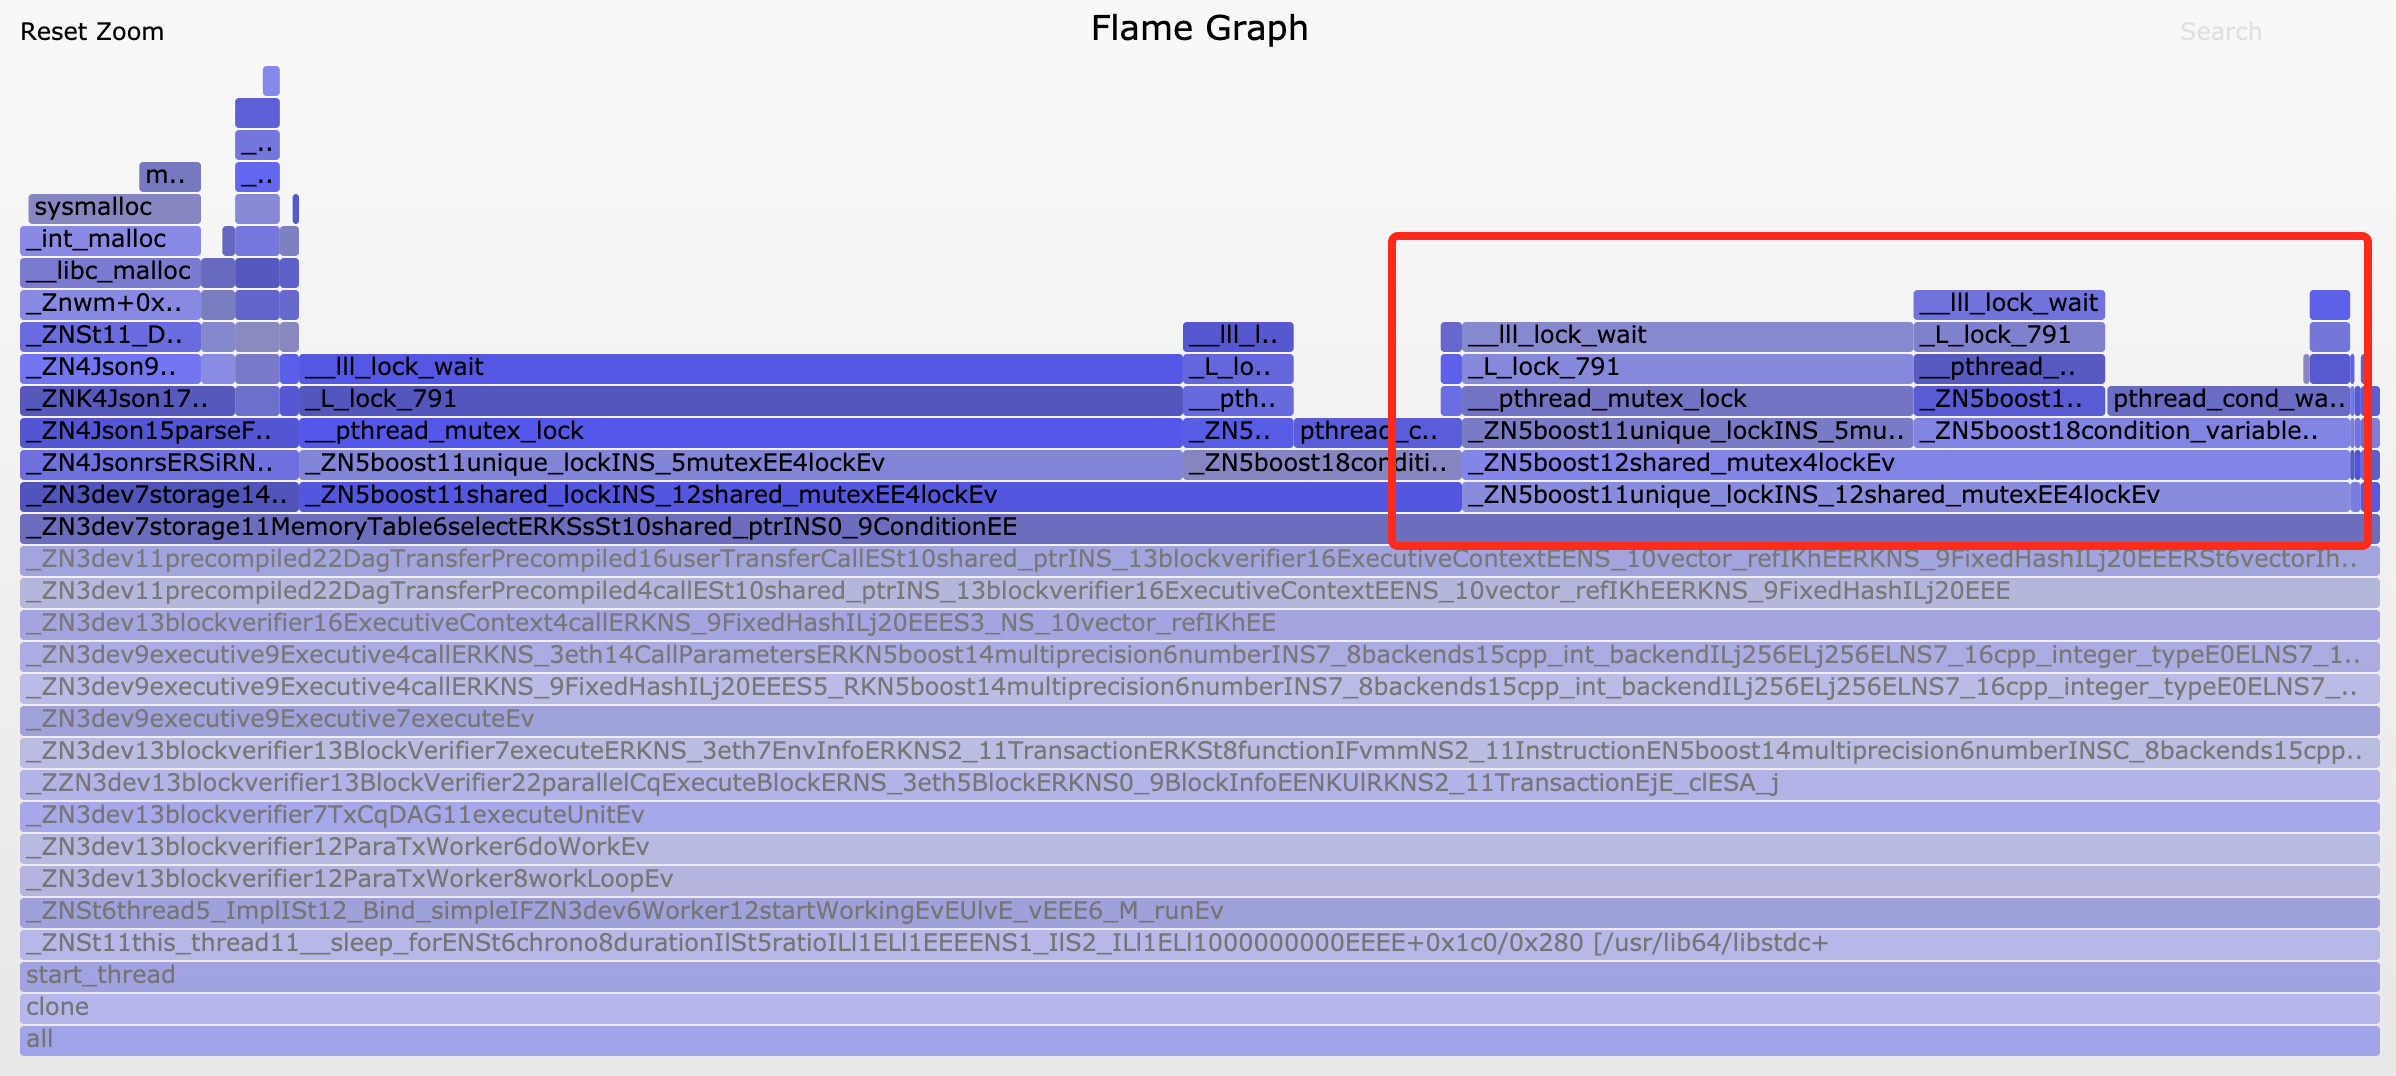 Reset Zoom Flame Graph Search
_..
m.. _..
sysmalloc
_int_malloc
__libc_malloc
_Znwm+0x.. __lll_lock_wait
_ZNSt11_D.. __lll_l.. __lll_lock_wait _L_lock_791
_ZN4Json9.. __lll_lock_wait _L_lo.. _L_lock_791 __pthread_..
_ZNK4Json17.. _L_lock_791 __pth.. __pthread_mutex_lock _ZN5boost1.. pthread_cond_wa..
_ZN4Json15parseF.. __pthread_mutex_lock _ZN5.. pthread_c.. _ZN5boost11unique_lockINS_5mu.. _ZN5boost18condition_variable..
_ZN4JsonrsERSiRN.. _ZN5boost11unique_lockINS_5mutexEE4lockEv _ZN5boost18conditi.. _ZN5boost12shared_mutex4lockEv
_ZN3dev7storage14.. _ZN5boost11shared_lockINS_12shared_mutexEE4lockEv _ZN5boost11unique_lockINS_12shared_mutexEE4lockEv
_ZN3dev7storage11MemoryTable6selectERKSsSt10shared_ptrINS0_9ConditionEE
_ZN3dev11precompiled22DagTransferPrecompiled16userTransferCallESt10shared_ptrINS_13blockverifier16ExecutiveContextEENS_10vector_refIKhEERKNS_9FixedHashILj20EEERSt6vectorIh..
_ZN3dev11precompiled22DagTransferPrecompiled4callESt10shared_ptrINS_13blockverifier16ExecutiveContextEENS_10vector_refIKhEERKNS_9FixedHashILj20EEE
_ZN3dev13blockverifier16ExecutiveContext4callERKNS_9FixedHashILj20EEES3_NS_10vector_refIKhEE
_ZN3dev9executive9Executive4callERKNS_3eth14CallParametersERKN5boost14multiprecision6numberINS7_8backends15cpp_int_backendILj256ELj256ELNS7_16cpp_integer_typeE0ELNS7_1..
_ZN3dev9executive9Executive4callERKNS_9FixedHashILj20EEES5_RKN5boost14multiprecision6numberINS7_8backends15cpp_int_backendILj256ELj256ELNS7_16cpp_integer_typeE0ELNS7_..
_ZN3dev9executive9Executive7executeEv
_ZN3dev13blockverifier13BlockVerifier7executeERKNS_3eth7EnvInfoERKNS2_11TransactionERKSt8functionIFvmmNS2_11InstructionEN5boost14multiprecision6numberINSC_8backends15cpp..
_ZZN3dev13blockverifier13BlockVerifier22parallelCqExecuteBlockERNS_3eth5BlockERKNS0_9BlockInfoEENKUlRKNS2_11TransactionEjE_clESA_j
_ZN3dev13blockverifier7TxCqDAG11executeUnitEv
_ZN3dev13blockverifier12ParaTxWorker6doWorkEv
_ZN3dev13blockverifier12ParaTxWorker8workLoopEv
_ZNSt6thread5_ImplISt12_Bind_simpleIFZN3dev6Worker12startWorkingEvEUlvE_vEEE6_M_runEv
_ZNSt11this_thread11__sleep_forENSt6chrono8durationIlSt5ratioILl1ELl1EEEENS1_IlS2_ILl1ELl1000000000EEEE+0x1c0/0x280 [/usr/lib64/libstdc+
start_thread
clone
all